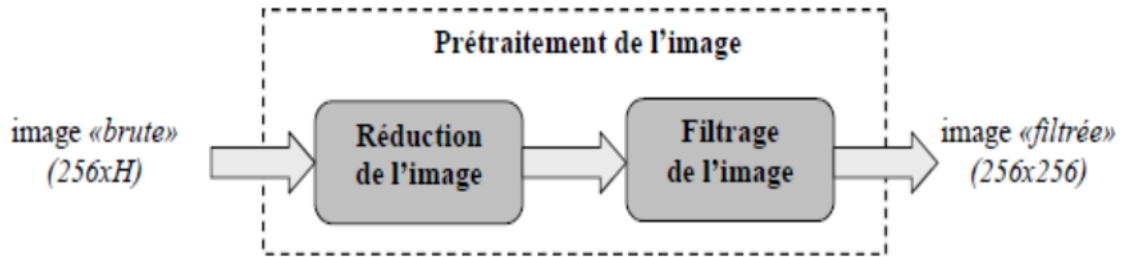 Prétraitement de l'image
image «brute»
(256xH)
Réduction
de l'image
Filtrage
de l'image
image «filtrée»
(256x256)